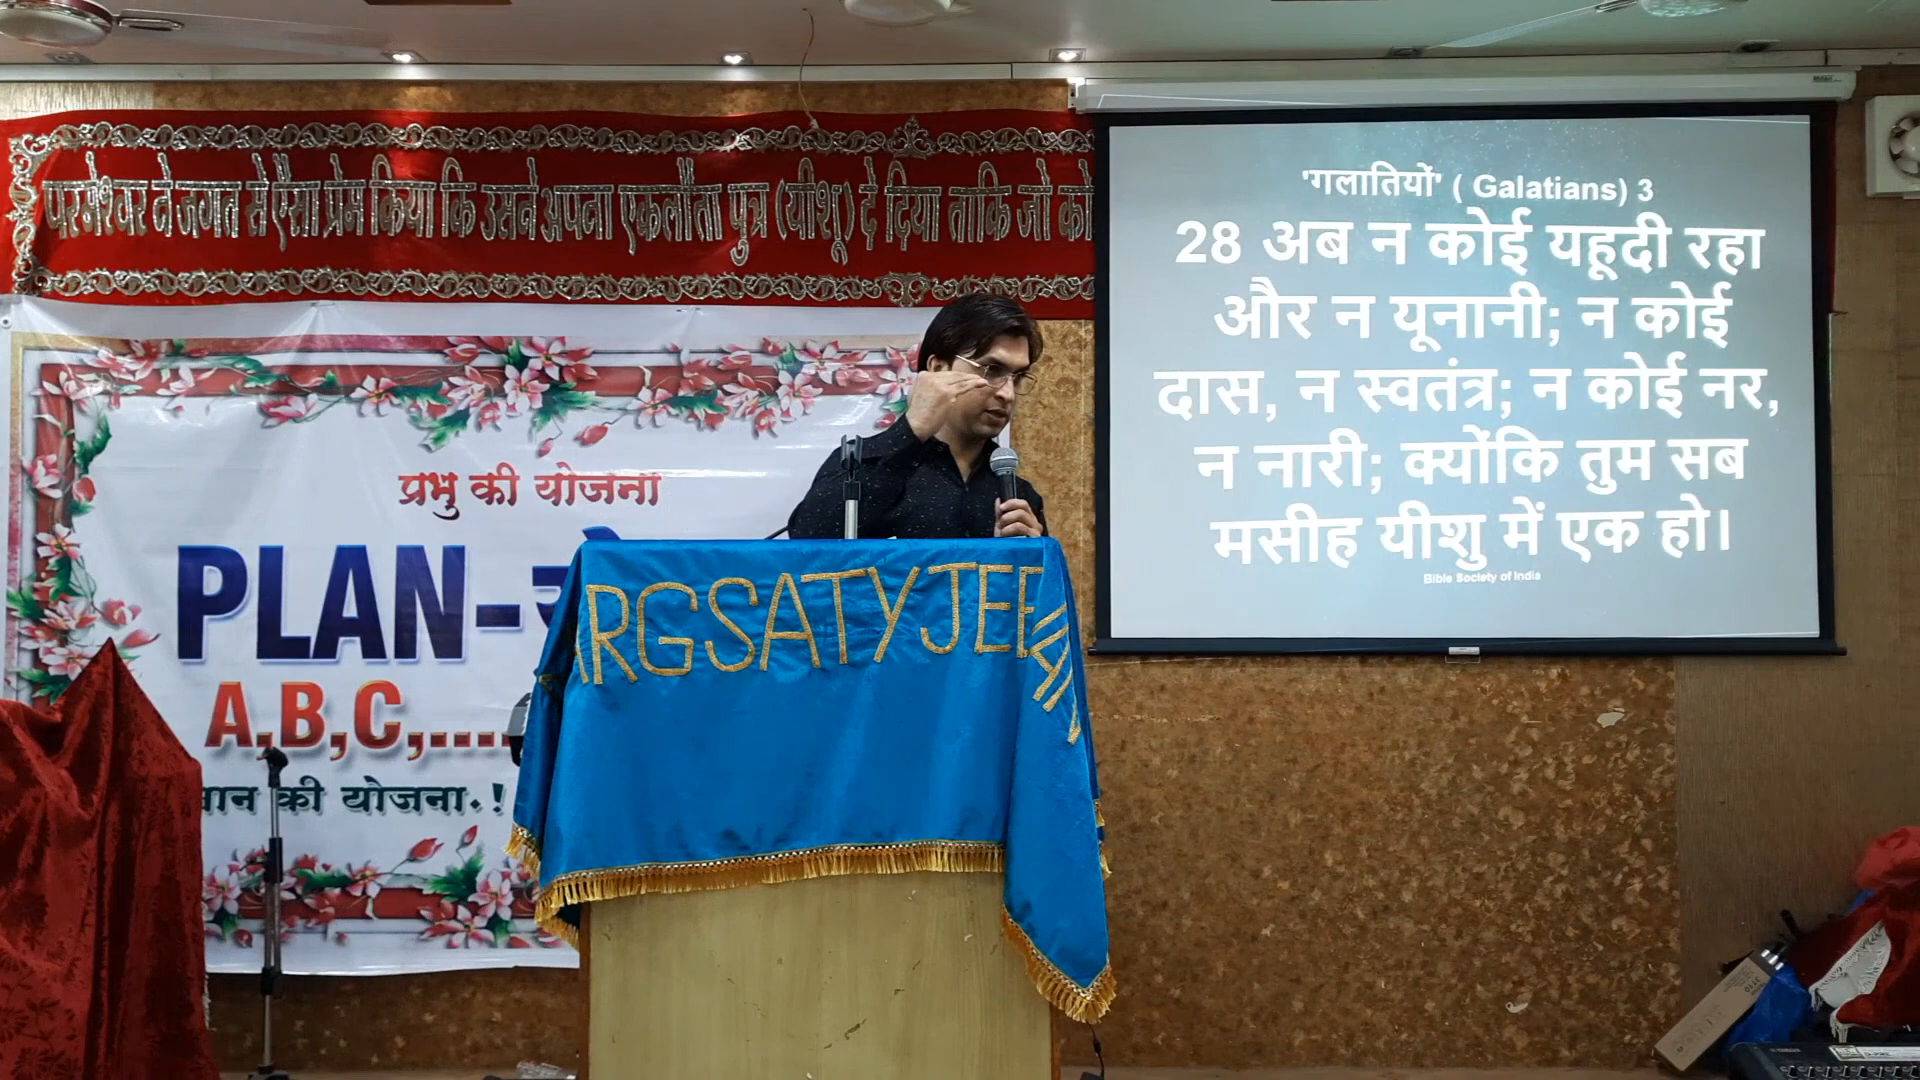 परमेश्वर ने जगत से ऐसा प्रेम किया कि उसने अपना एकलौता पुत्र (यीशू) दे दिया ताकि जो को
'गलातियों' ( Galatians) 3
28 अब न कोई यहूदी रहा
और न यूनानी; न कोई
दास, न स्वतंत्र; न कोई नर,
न नारी; क्योंकि तुम सब
मसीह यीशु में एक हो।
Bible Society of India
प्रभु की योजना
PLAN-
A,B,C,....
की योजना.!
ARGSATYJEE